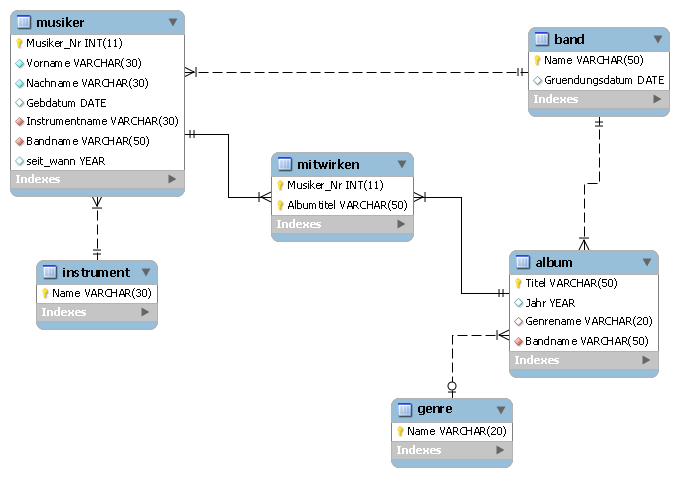 musiker
Musiker_Nr INT(11)
Vorname VARCHAR(30)
Nachname VARCHAR(30)
Gebdatum DATE
Instrumentname VARCHAR(30)
Bandname VARCHAR(50)
seit_wann YEAR
Indexes
band
Name VARCHAR(50)
Gruendungsdatum DATE
Indexes
mitwirken
Musiker_Nr INT(11)
Albumtitel VARCHAR(50)
Indexes
instrument
Name VARCHAR(30)
Indexes
album
Titel VARCHAR(50)
Jahr YEAR
Genrename VARCHAR(20)
Bandname VARCHAR(50)
Indexes
genre
Name VARCHAR(20)
Indexes